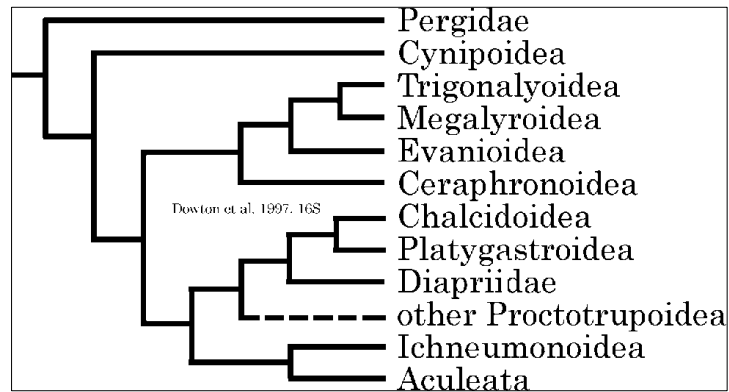 Pergidae
Cynipoidea
Trigonalyoidea
Megalyroidea
Evanioidea
Ceraphronoidea
Dowton et al, 1997. 16S
Chalcidoidea
Platygastroidea
Diapriidae
other Proctotrupoidea
Ichneumonoidea
Aculeata